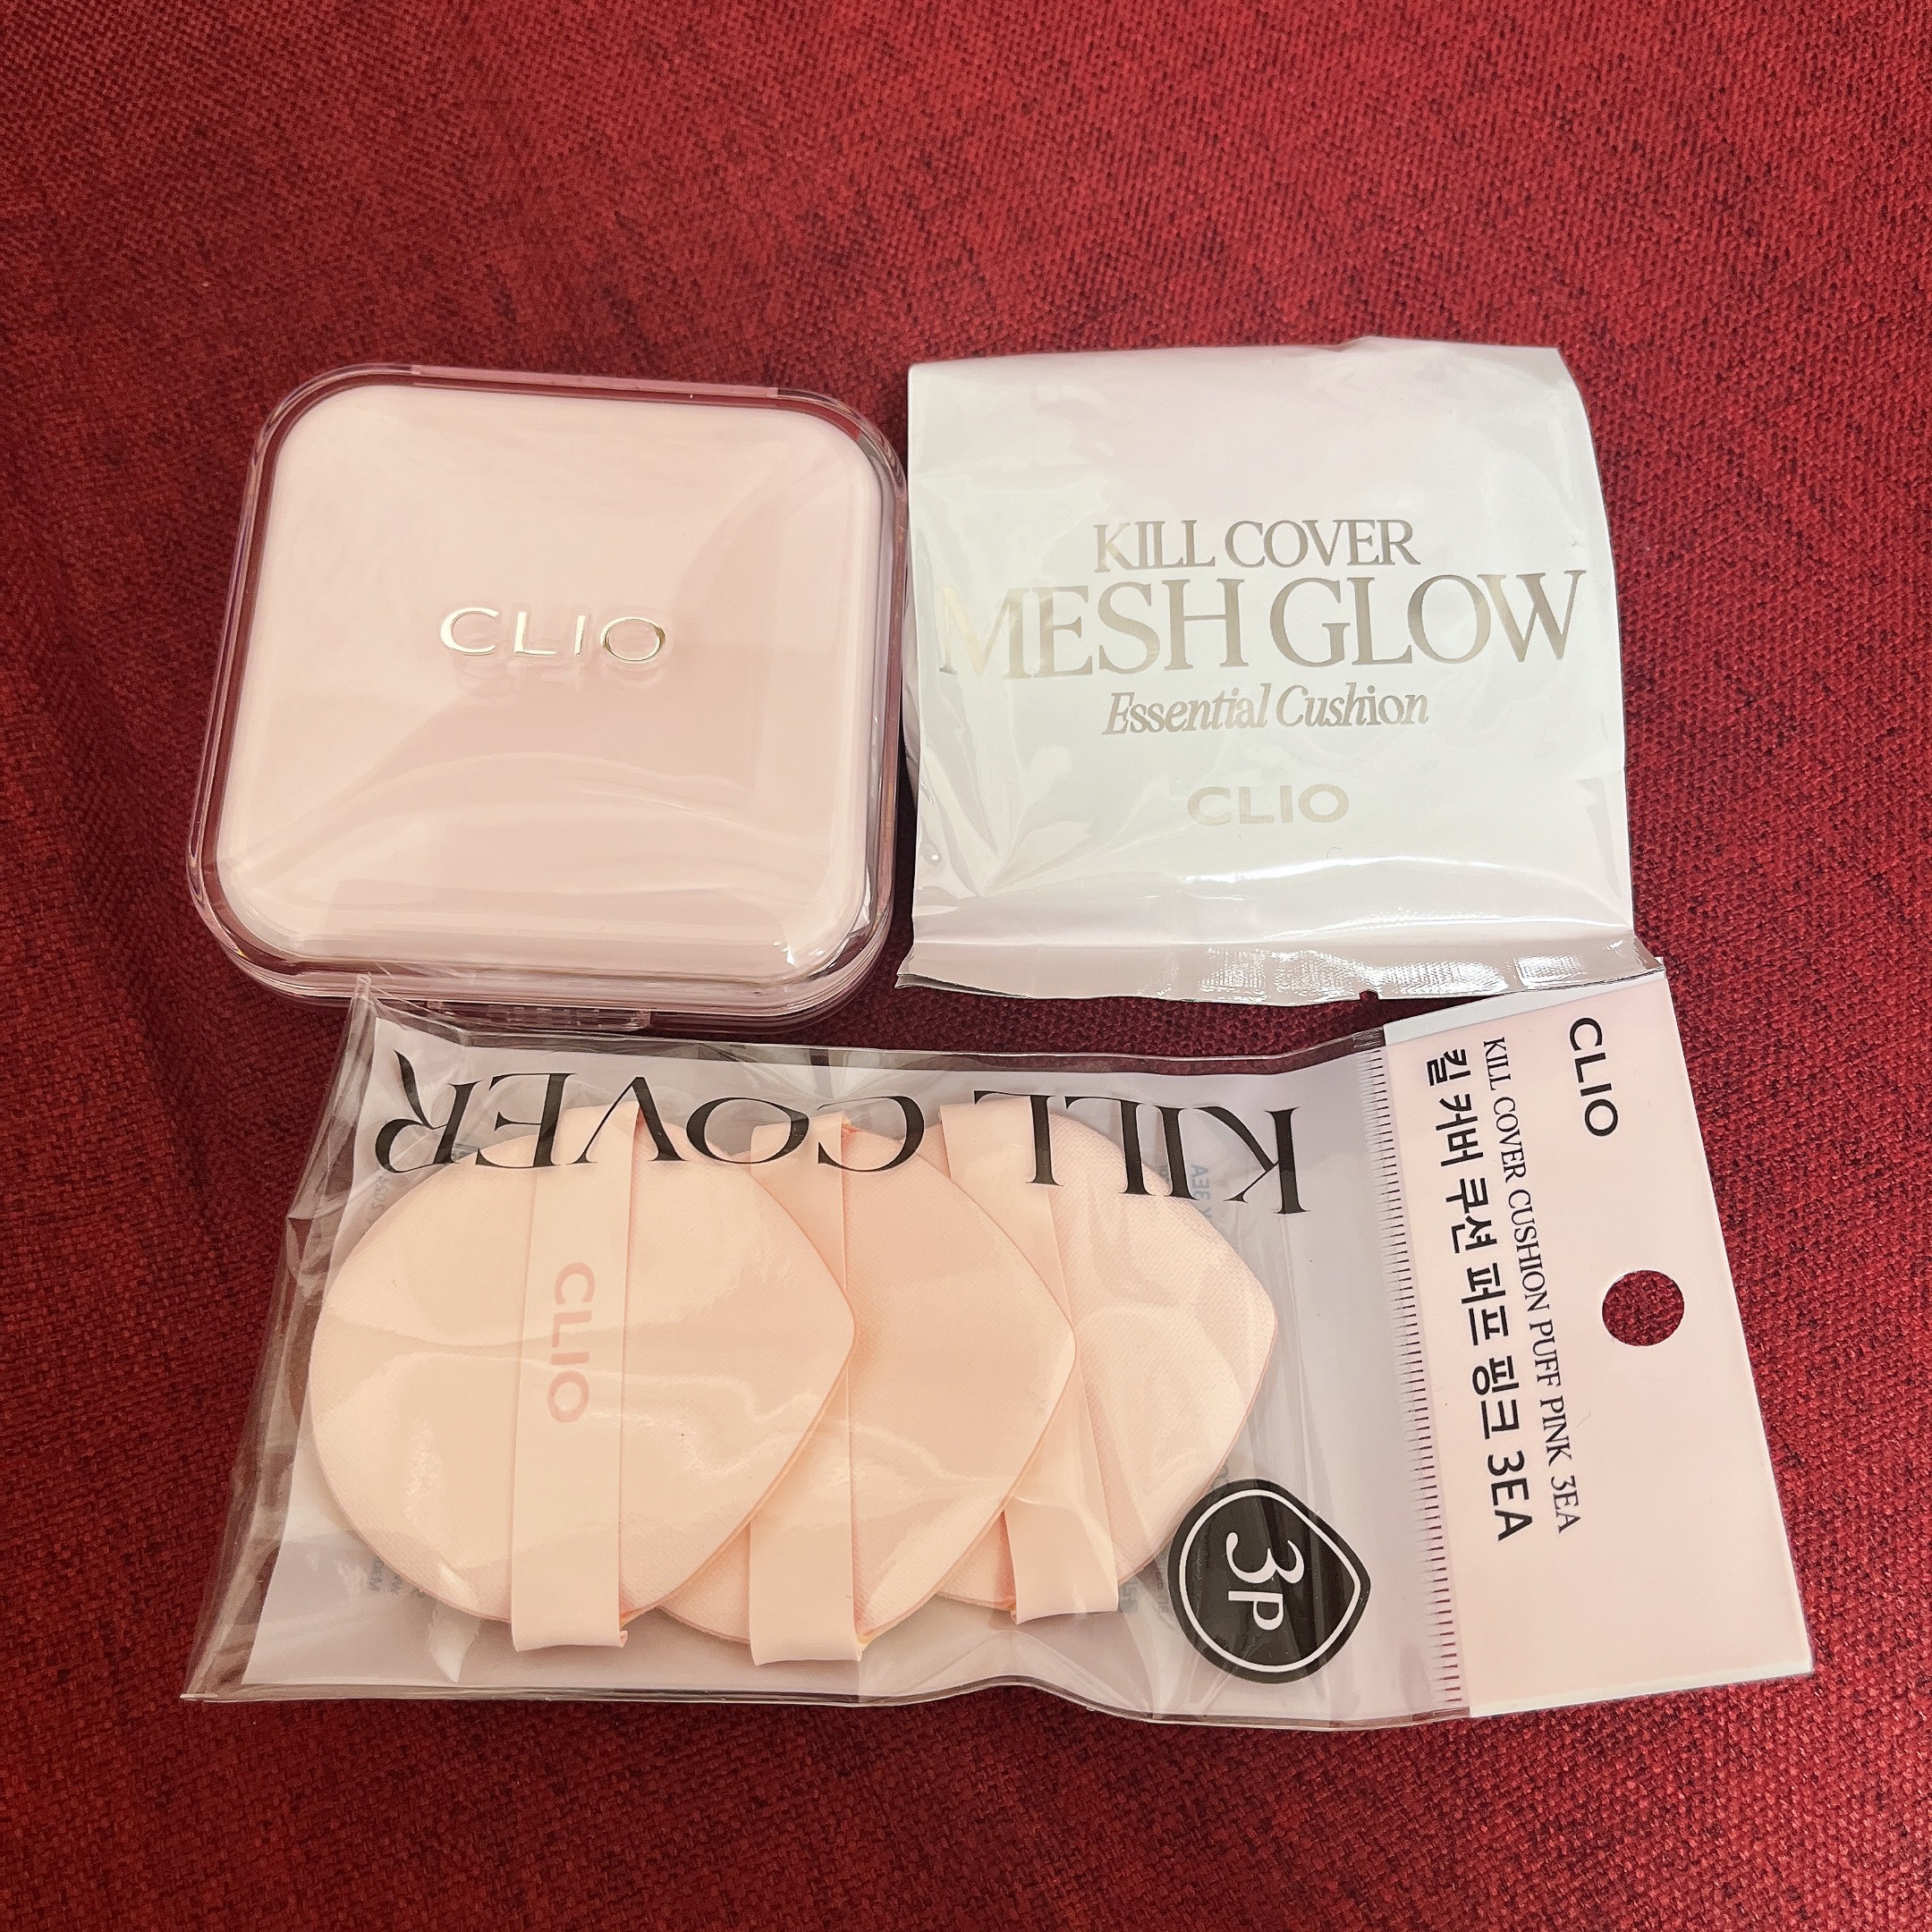 CLIO
KILL COVER
MESH GLOW
Essential Cushion
CLIO
KILL COVER
CLIO
3P
CLIO
KILL COVER CUSHION PUFF PINK 3EA
킬 커버 쿠션 퍼프 핑크 3EA